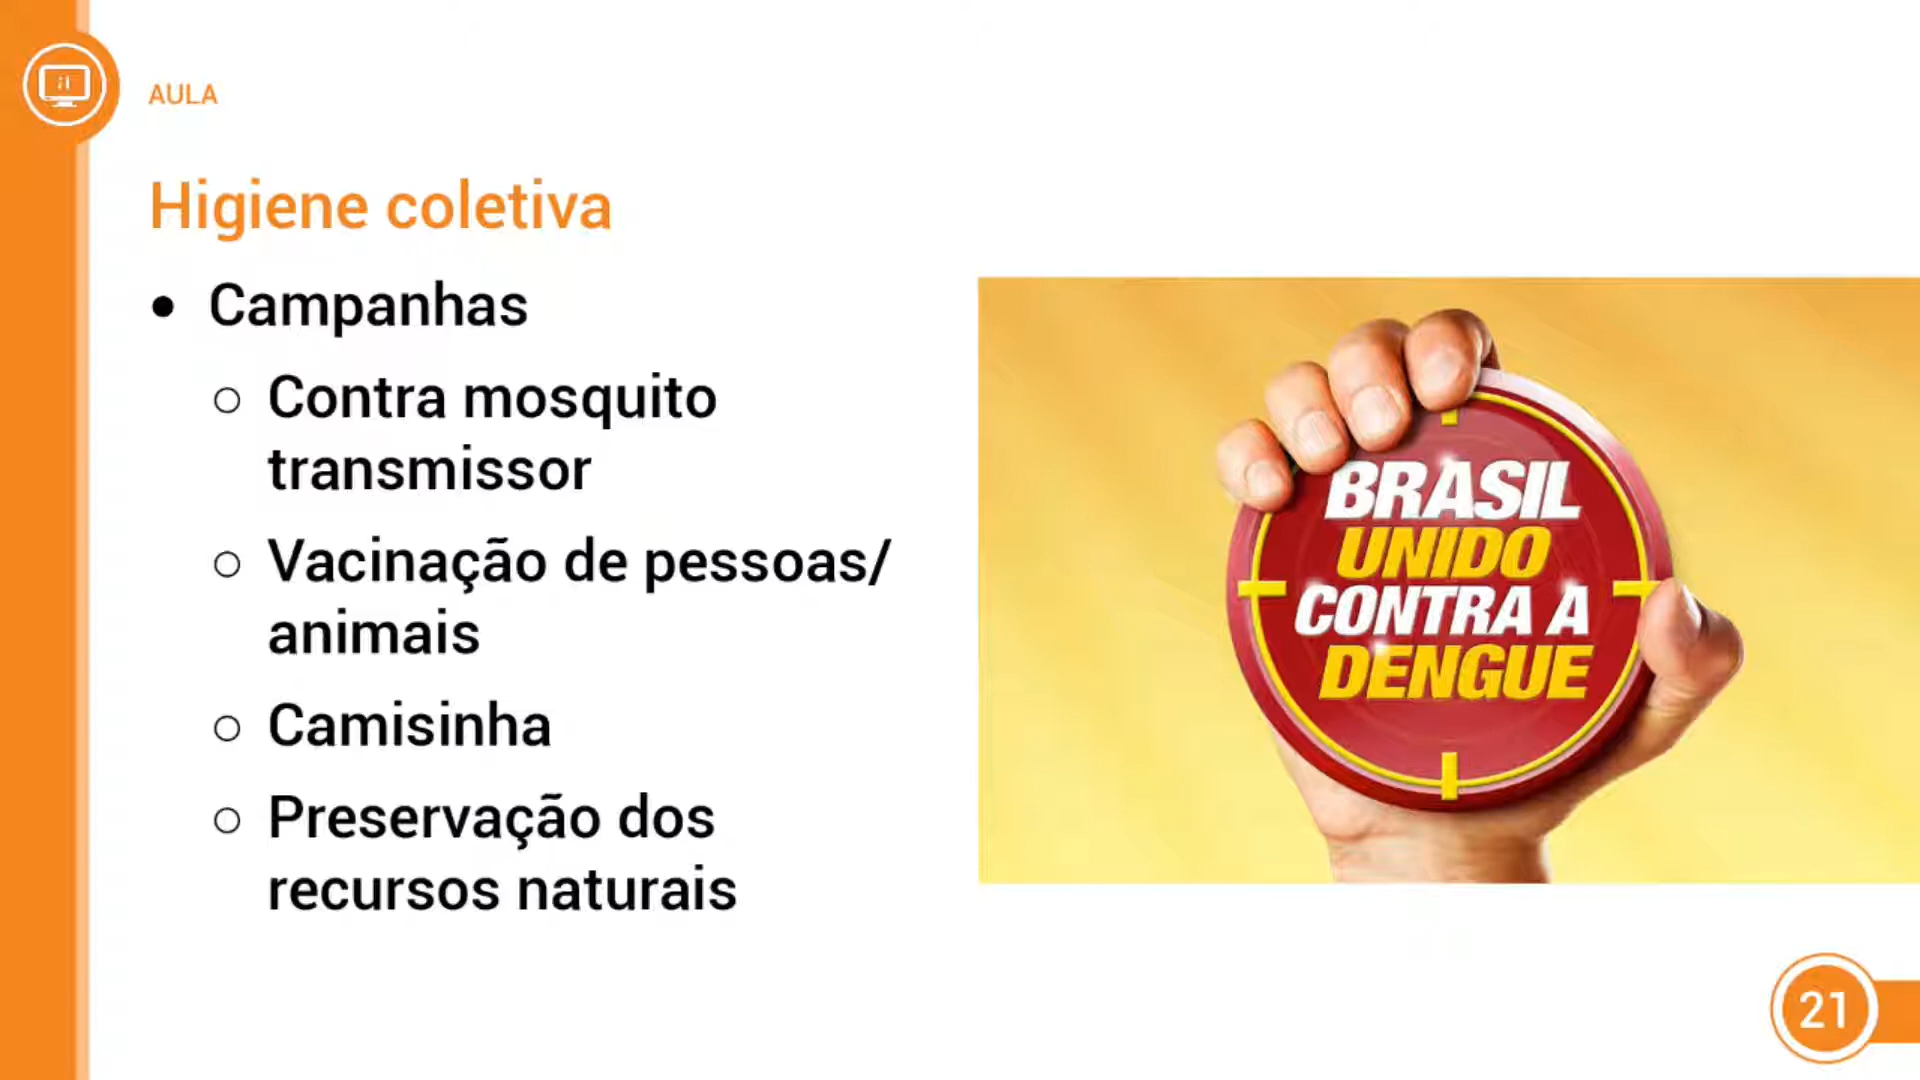 AULA
Higiene coletiva
• Campanhas
○ Contra mosquito
transmissor
○ Vacinação de pessoas/
animais
○ Camisinha
○ Preservação dos
recursos naturais
BRASIL
UNIDO
CONTRA A
DENGUE
21